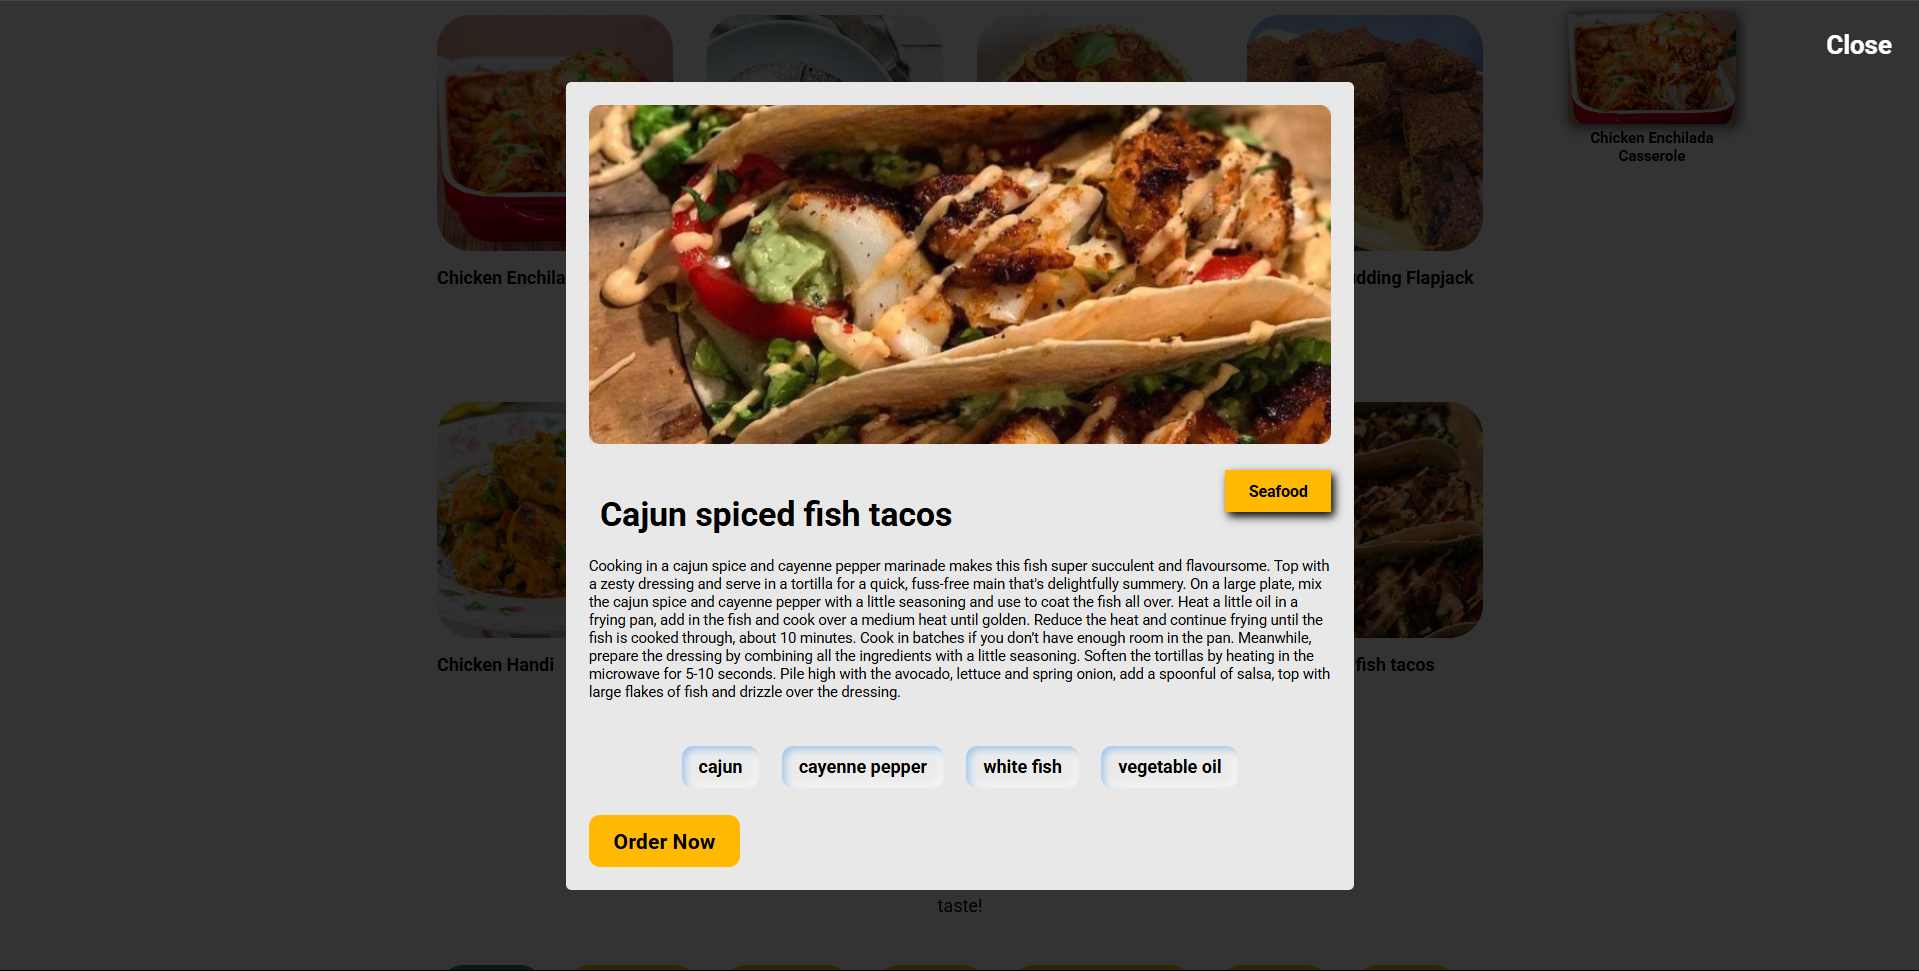 Close
Chicken Enchilada
Casserole
Chicken Enchila
dding Flapjack
Seafood
Cajun spiced fish tacos
Cooking in a cajun spice and cayenne pepper marinade makes this fish super succulent and flavoursome. Top with
a zesty dressing and serve in a tortilla for a quick, fuss-free main that's delightfully summery. On a large plate, mix
the cajun spice and cayenne pepper with a little seasoning and use to coat the fish all over. Heat a little oil in a
frying pan, add in the fish and cook over a medium heat until golden. Reduce the heat and continue frying until the
fish is cooked through, about 10 minutes. Cook in batches if you don’t have enough room in the pan. Meanwhile,
prepare the dressing by combining all the ingredients with a little seasoning. Soften the tortillas by heating in the
microwave for 5-10 seconds. Pile high with the avocado, lettuce and spring onion, add a spoonful of salsa, top with
large flakes of fish and drizzle over the dressing.
Chicken Handi
fish tacos
cajun
cayenne pepper
white fish
vegetable oil
Order Now
taste!